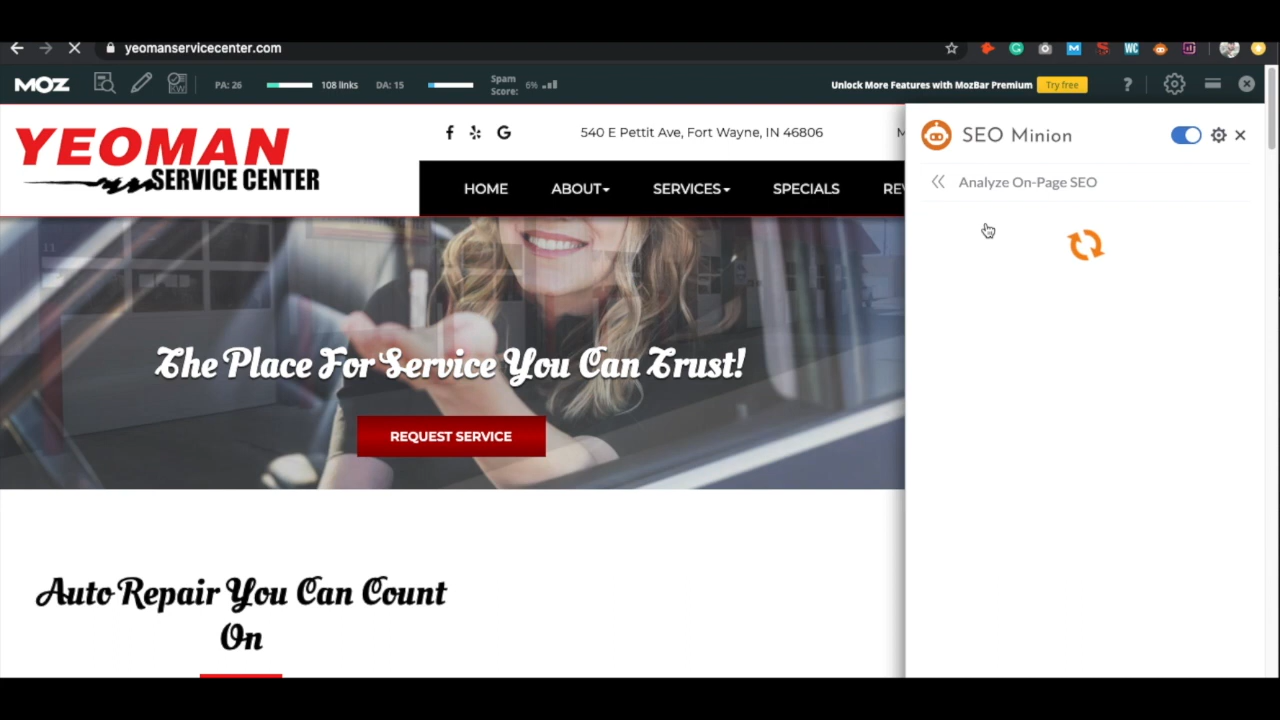 yeomanservicecenter.com
MOZ
PA: 26
108 links
DA: 15
Spam
Score: 6%
Unlock More Features with MozBar Premium
Try free
?
YEOMAN
SERVICE CENTER
540 E Pettit Ave, Fort Wayne, IN 46806
M
HOME ABOUT SERVICES SPECIALS RE
SEO Minion
Analyze On-Page SEO
The Place For Service You Can Trust!
REQUEST SERVICE
Auto Repair You Can Count
On